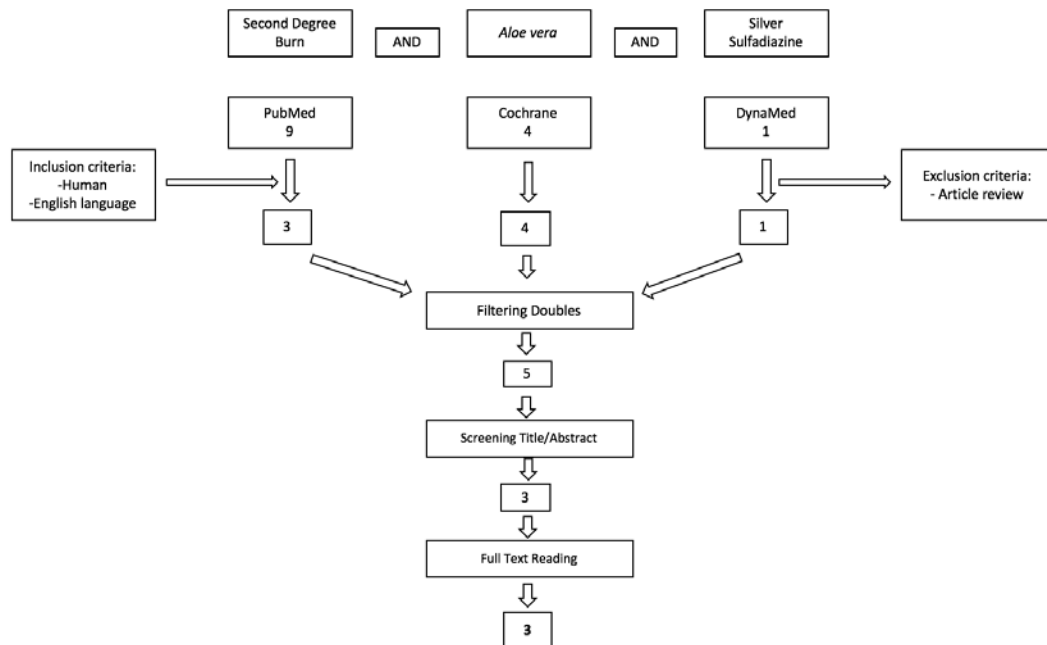 Second Degree
Burn
AND
Aloe vera
AND
Silver
Sulfadiazine
PubMed
9
Cochrane
4
DynaMed
1
Inclusion criteria:
-Human
-English language
Exclusion criteria:
- Article review
3
4
1
Filtering Doubles
5
Screening Title/Abstract
3
Full Text Reading
3